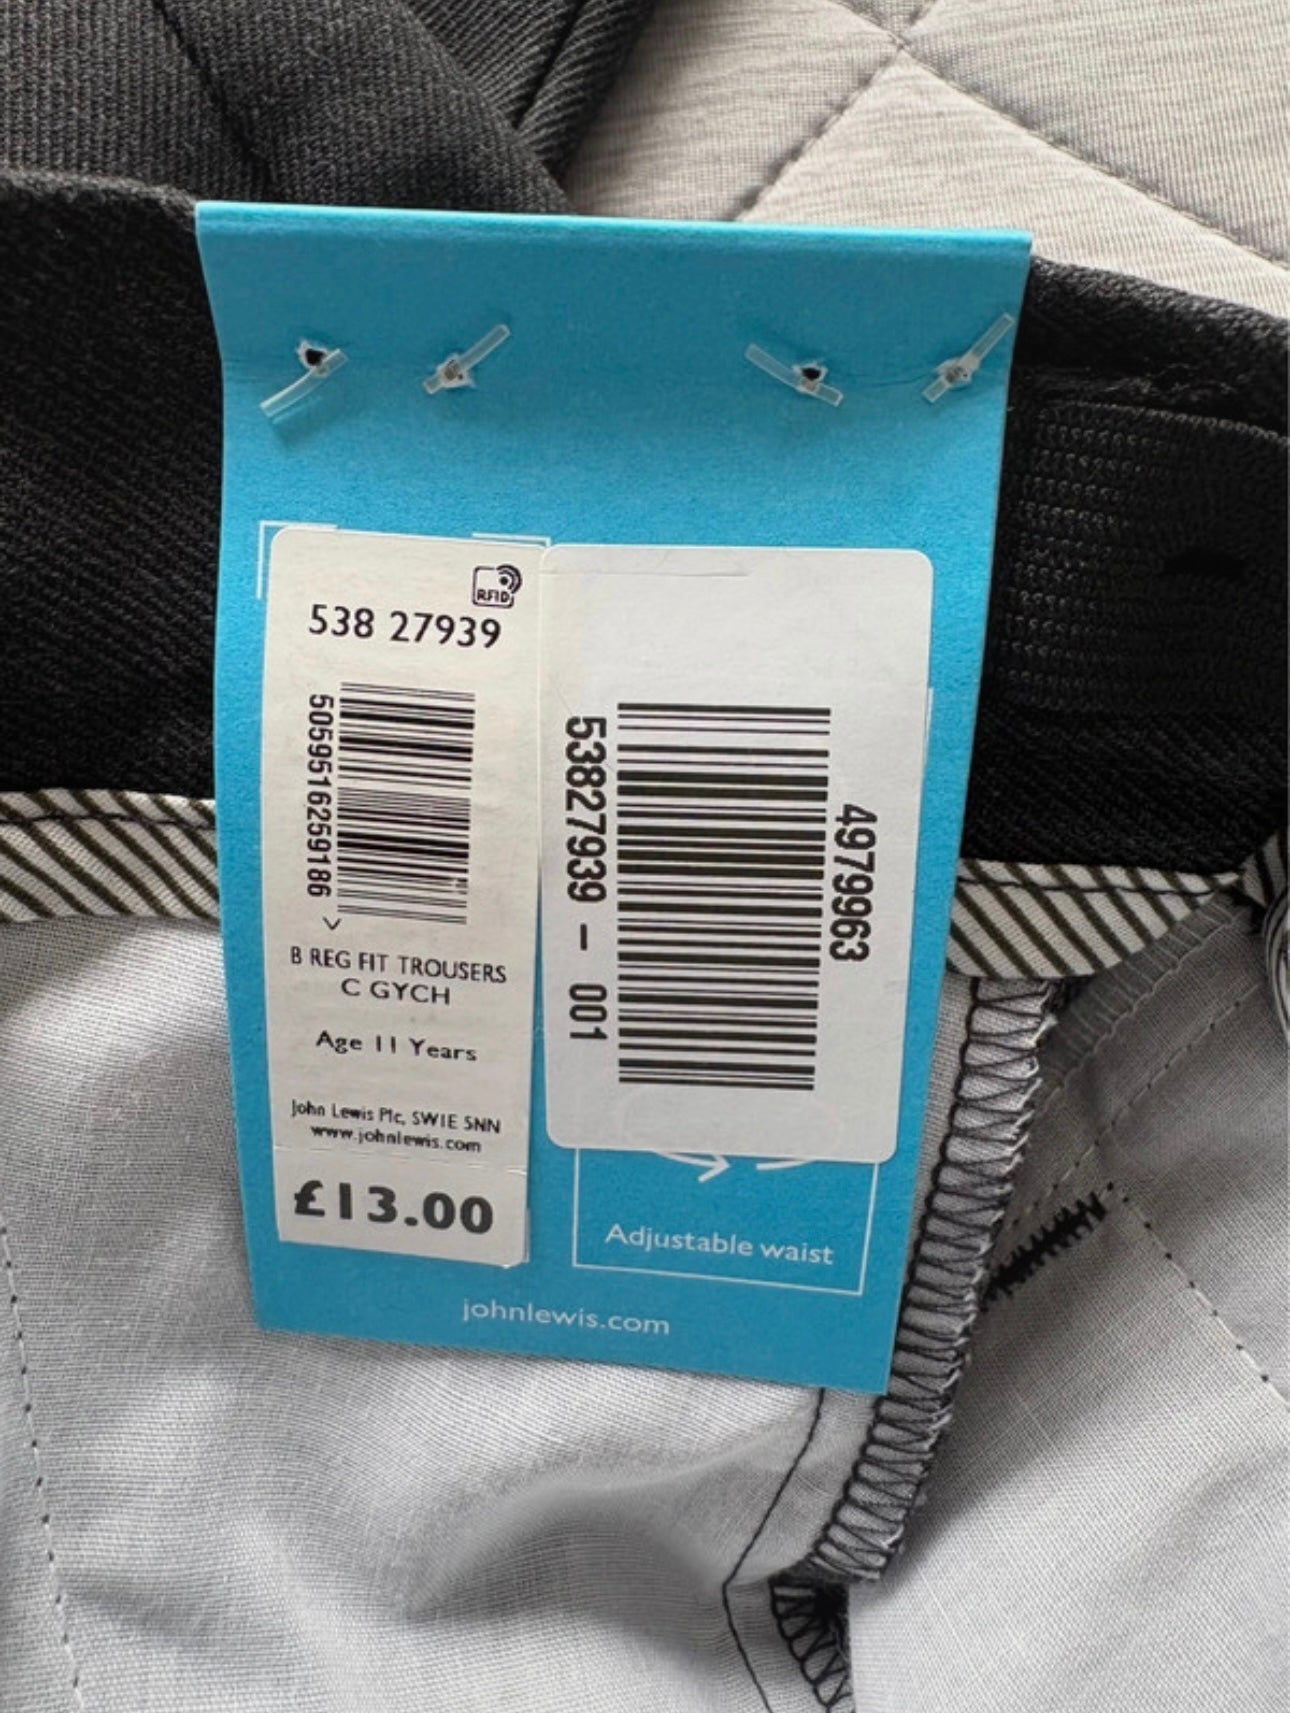 RFID
538 27939
5059516259186
B REG FIT TROUSERS
C GYCH
Age 11 Years
John Lewis Plc, SW1E 5NN
www.johnlewis.com
£13.00
4979963
53827939 - 001
Adjustable waist
johnlewis.com